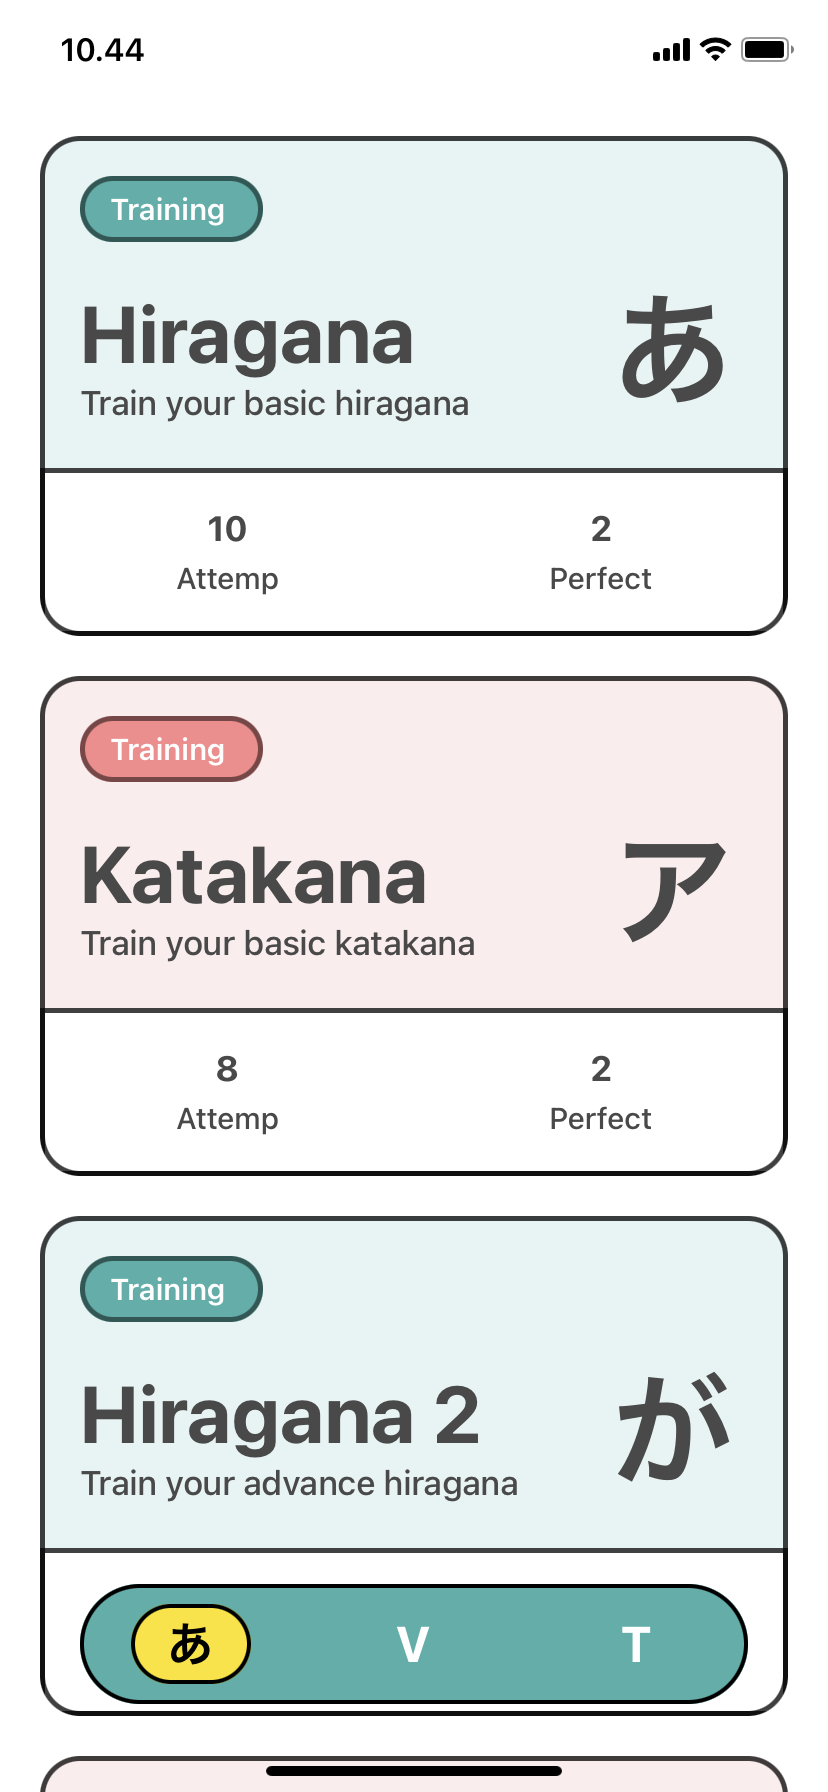 10.44
Training
Hiragana
あ
Train your basic hiragana
10
2
Attemp
Perfect
Training
Katakana
ア
Train your basic katakana
8
2
Attemp
Perfect
Training
Hiragana 2
が
Train your advance hiragana
あ
V
T